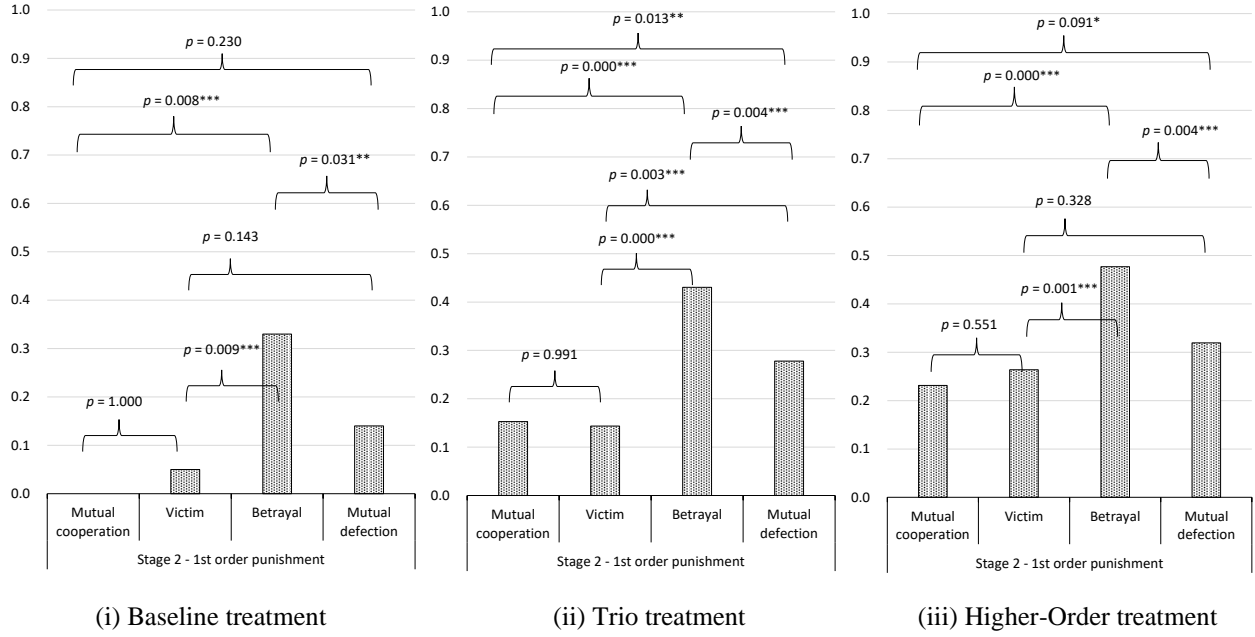 1.0
0.9
0.8
0.7
0.6
0.5
0.4
0.3
0.2
0.1
0.0
p = 0.230
p = 0.008***
p = 0.031**
p = 0.143
p = 0.009***
p = 1.000
Mutual cooperation
Victim
Betrayal
Mutual defection
Stage 2 - 1st order punishment
(i) Baseline treatment
1.0
0.9
0.8
0.7
0.6
0.5
0.4
0.3
0.2
0.1
0.0
p = 0.013**
p = 0.000***
p = 0.004***
p = 0.003***
p = 0.000***
p = 0.991
Mutual cooperation
Victim
Betrayal
Mutual defection
Stage 2 - 1st order punishment
(ii) Trio treatment
1.0
0.9
0.8
0.7
0.6
0.5
0.4
0.3
0.2
0.1
0.0
p = 0.091*
p = 0.000***
p = 0.004***
p = 0.328
p = 0.001***
p = 0.551
Mutual cooperation
Victim
Betrayal
Mutual defection
Stage 2 - 1st order punishment
(iii) Higher-Order treatment